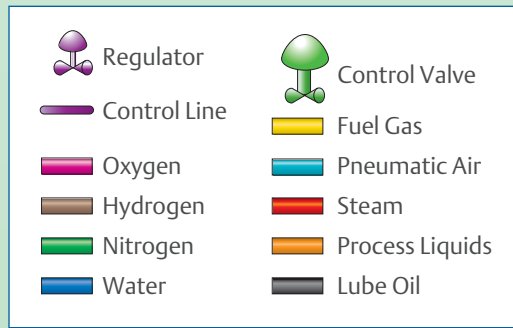 Regulator
Control Line
Oxygen
Hydrogen
Nitrogen
Water
Control Valve
Fuel Gas
Pneumatic Air
Steam
Process Liquids
Lube Oil